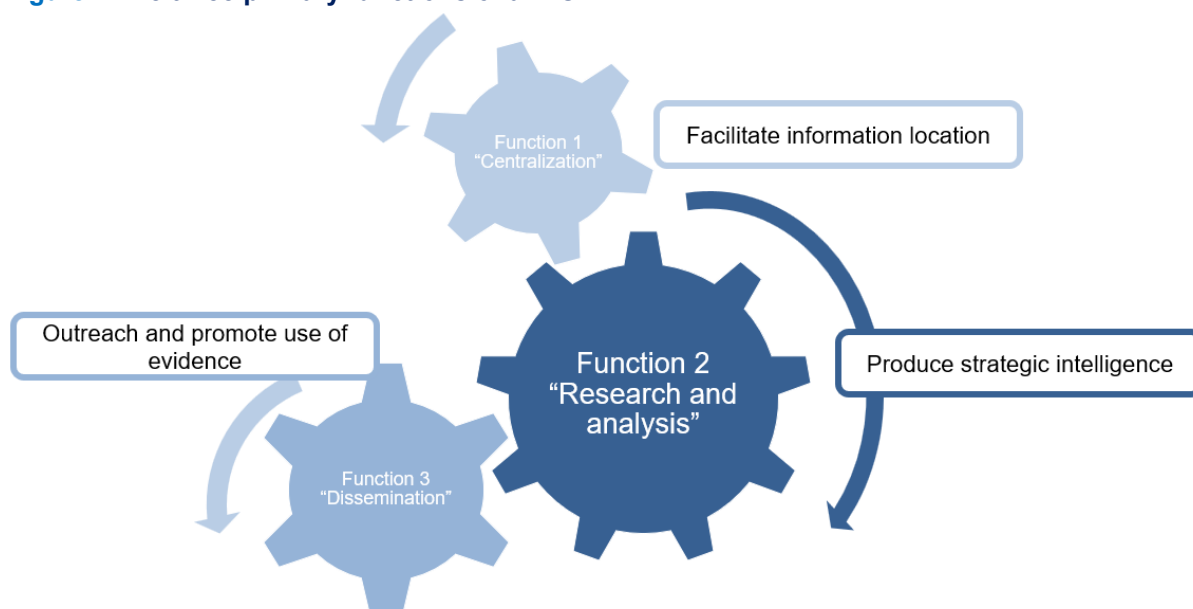 Function 1
“Centralization”
Facilitate information location
Outreach and promote use of
evidence
Function 2
“Research and
analysis”
Produce strategic intelligence
Function 3
“Dissemination”